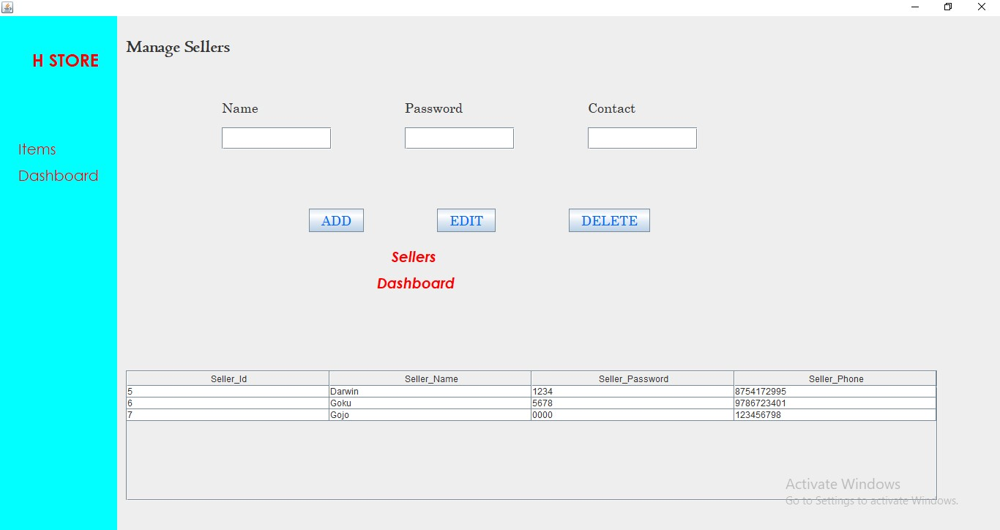 H STORE
Items
Dashboard
Manage Sellers
Name Password Contact
ADD EDIT DELETE
Sellers
Dashboard
Seller_Id Seller_Name Seller_Password Seller_Phone
5 Darwin 1234 8754172995
6 Goku 5678 9786723401
7 Gojo 0000 123456798
Activate Windows
Go to Settings to activate Windows.